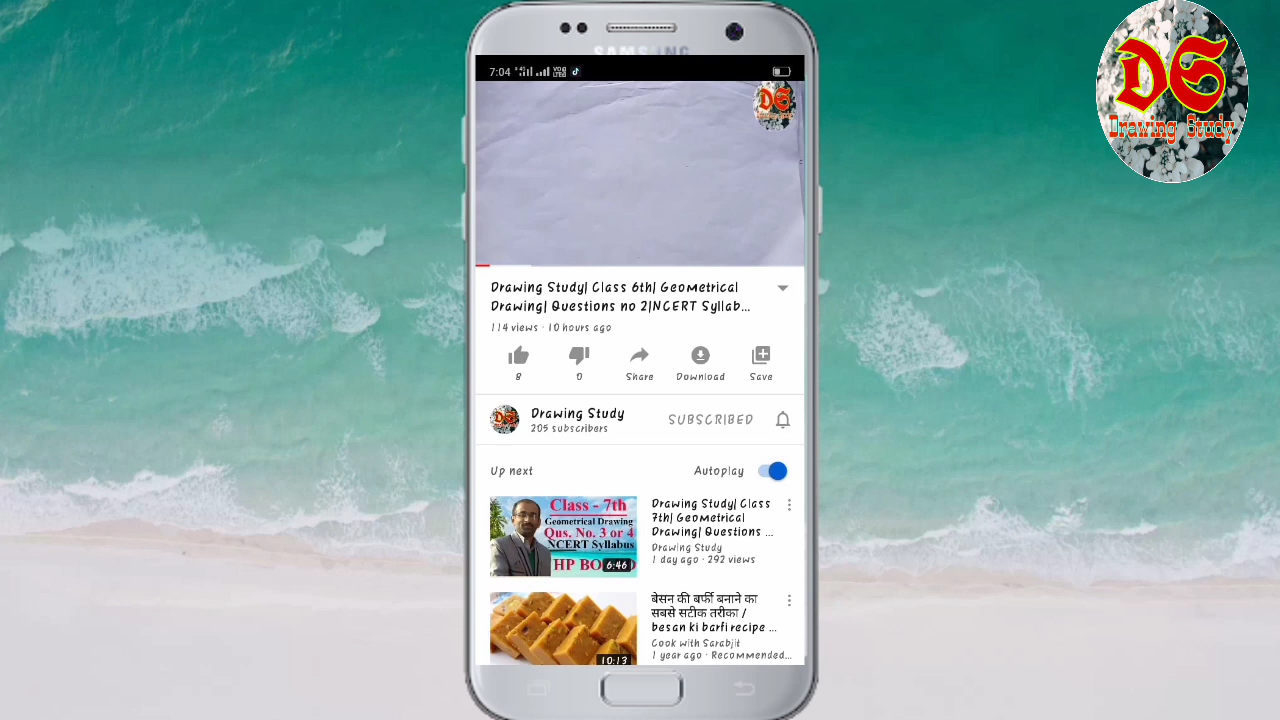 DS
Drawing Study
SAMSUNG
7:04
DS
Drawing Study| Class 6th| Geometrical
Drawing| Questions no 2|NCERT Syllab...
114 views · 10 hours ago
8
0
Share
Download
Save
DS
Drawing Study
205 subscribers
SUBSCRIBED
Up next
Autoplay
Class - 7th
Geometrical Drawing
Qus. No. 3 or 4
NCERT Syllabus
HP BO
6:46
Drawing Study| Class
7th| Geometrical
Drawing| Questions ...
Drawing Study
1 day ago · 292 views
10:13
बेसन की बर्फी बनाने का
सबसे सटीक तरीका /
besan ki barfi recipe ...
Cook with Sarabjit
1 year ago · Recommended...